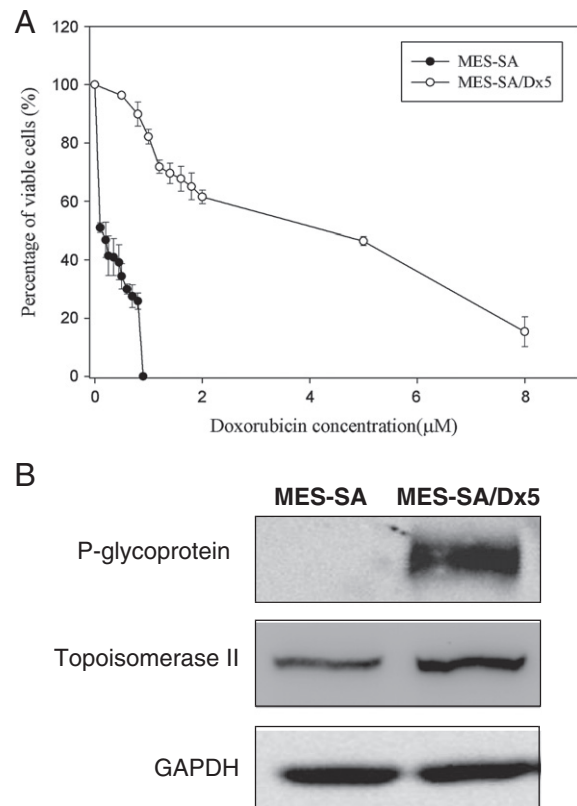 A
120
100
80
60
40
20
0
Percentage of viable cells (%)
MES-SA
MES-SA/Dx5
0 2 4 6 8
Doxorubicin concentration(µM)
B
MES-SA MES-SA/Dx5
P-glycoprotein
Topoisomerase II
GAPDH